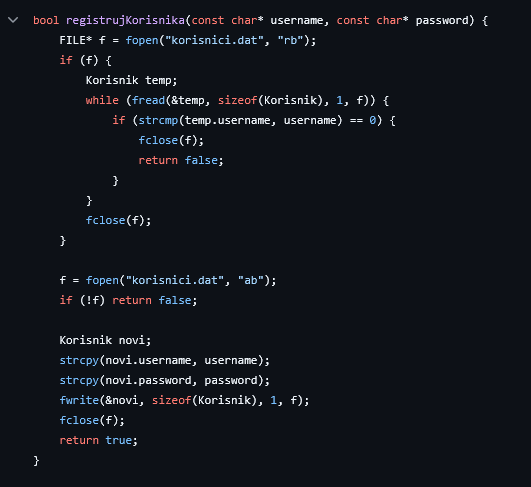 bool registrujKorisnika(const char* username, const char* password) {
    FILE* f = fopen("korisnici.dat", "rb");
    if (f) {
        Korisnik temp;
        while (fread(&temp, sizeof(Korisnik), 1, f)) {
            if (strcmp(temp.username, username) == 0) {
                fclose(f);
                return false;
            }
        }
        fclose(f);
    }

    f = fopen("korisnici.dat", "ab");
    if (!f) return false;

    Korisnik novi;
    strcpy(novi.username, username);
    strcpy(novi.password, password);
    fwrite(&novi, sizeof(Korisnik), 1, f);
    fclose(f);
    return true;
}